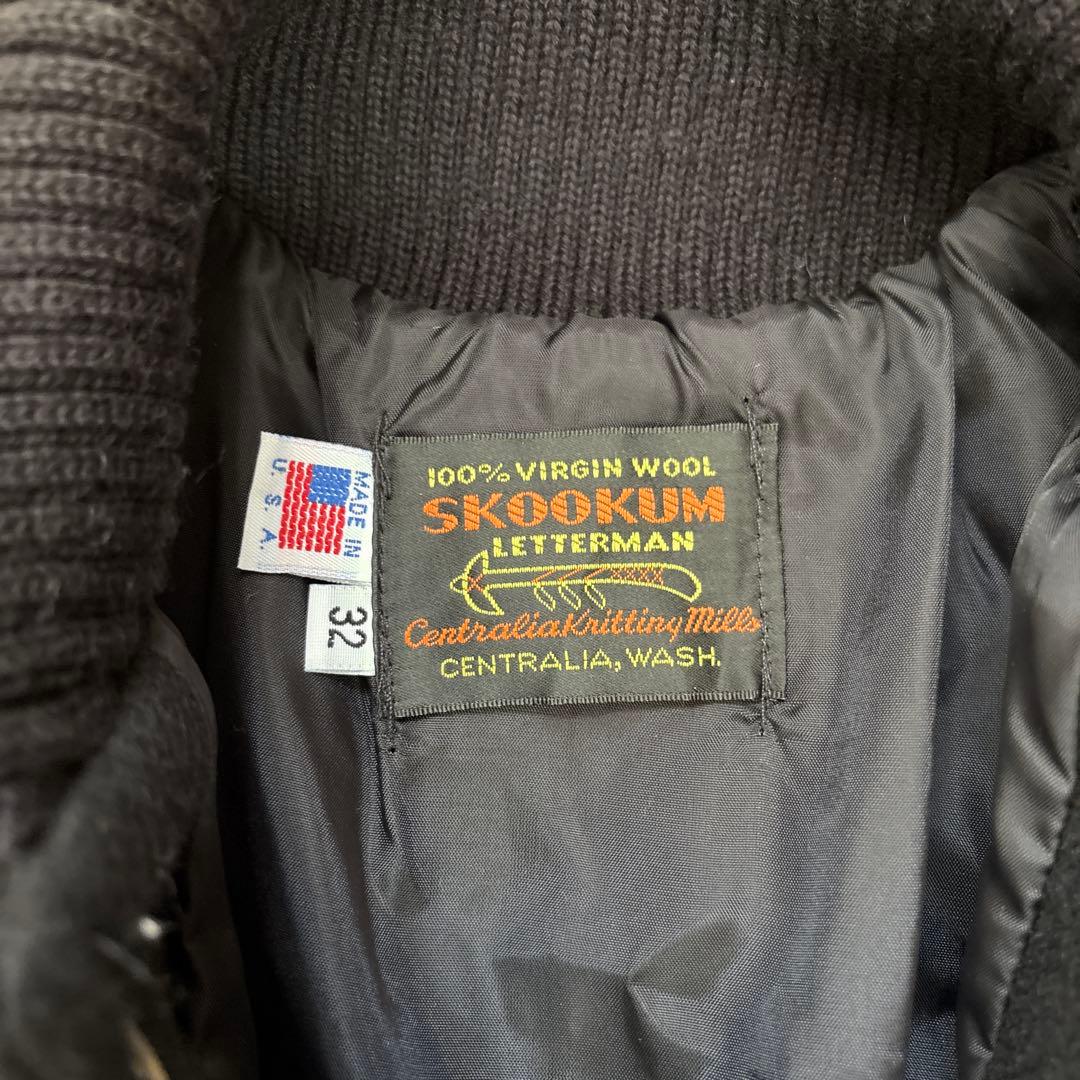 100% VIRGIN WOOL
SKOOKUM
LETTERMAN
Centralia Knitting Mills
CENTRALIA, WASH.
MADE IN
U.S.A.
32